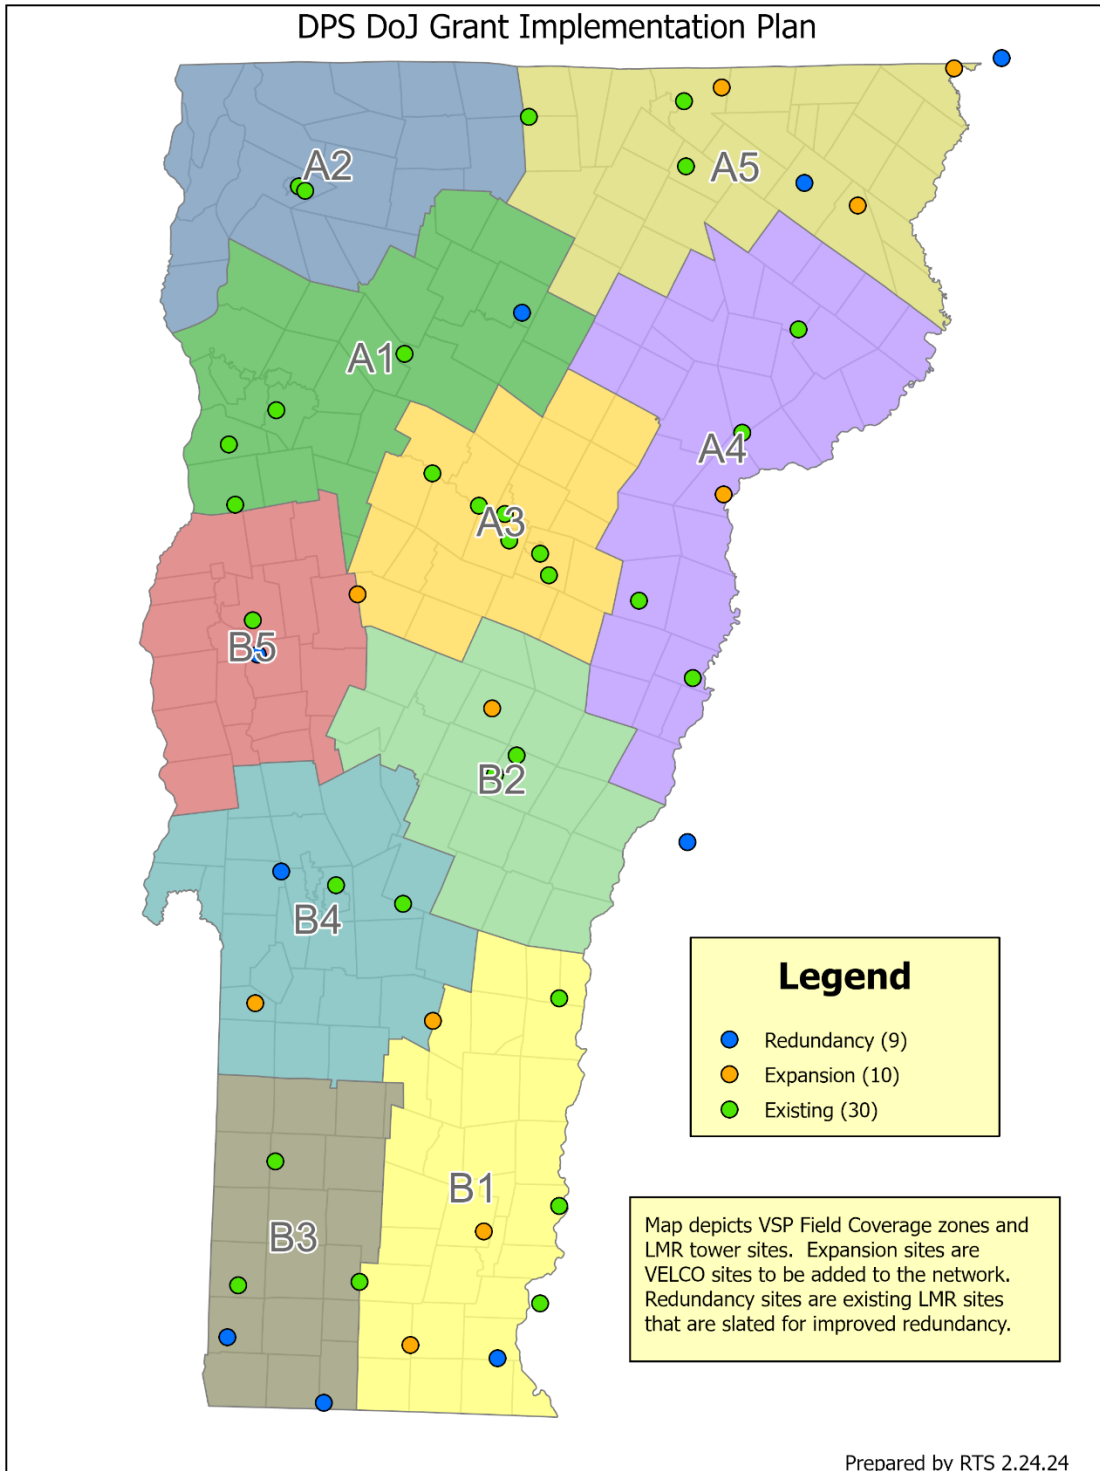 DPS DoJ Grant Implementation Plan
A2
A5
A1
A4
A3
B5
B2
B4
B1
B3
Legend
Redundancy (9)
Expansion (10)
Existing (30)
Map depicts VSP Field Coverage zones and
LMR tower sites.  Expansion sites are
VELCO sites to be added to the network.
Redundancy sites are existing LMR sites
that are slated for improved redundancy.
Prepared by RTS 2.24.24